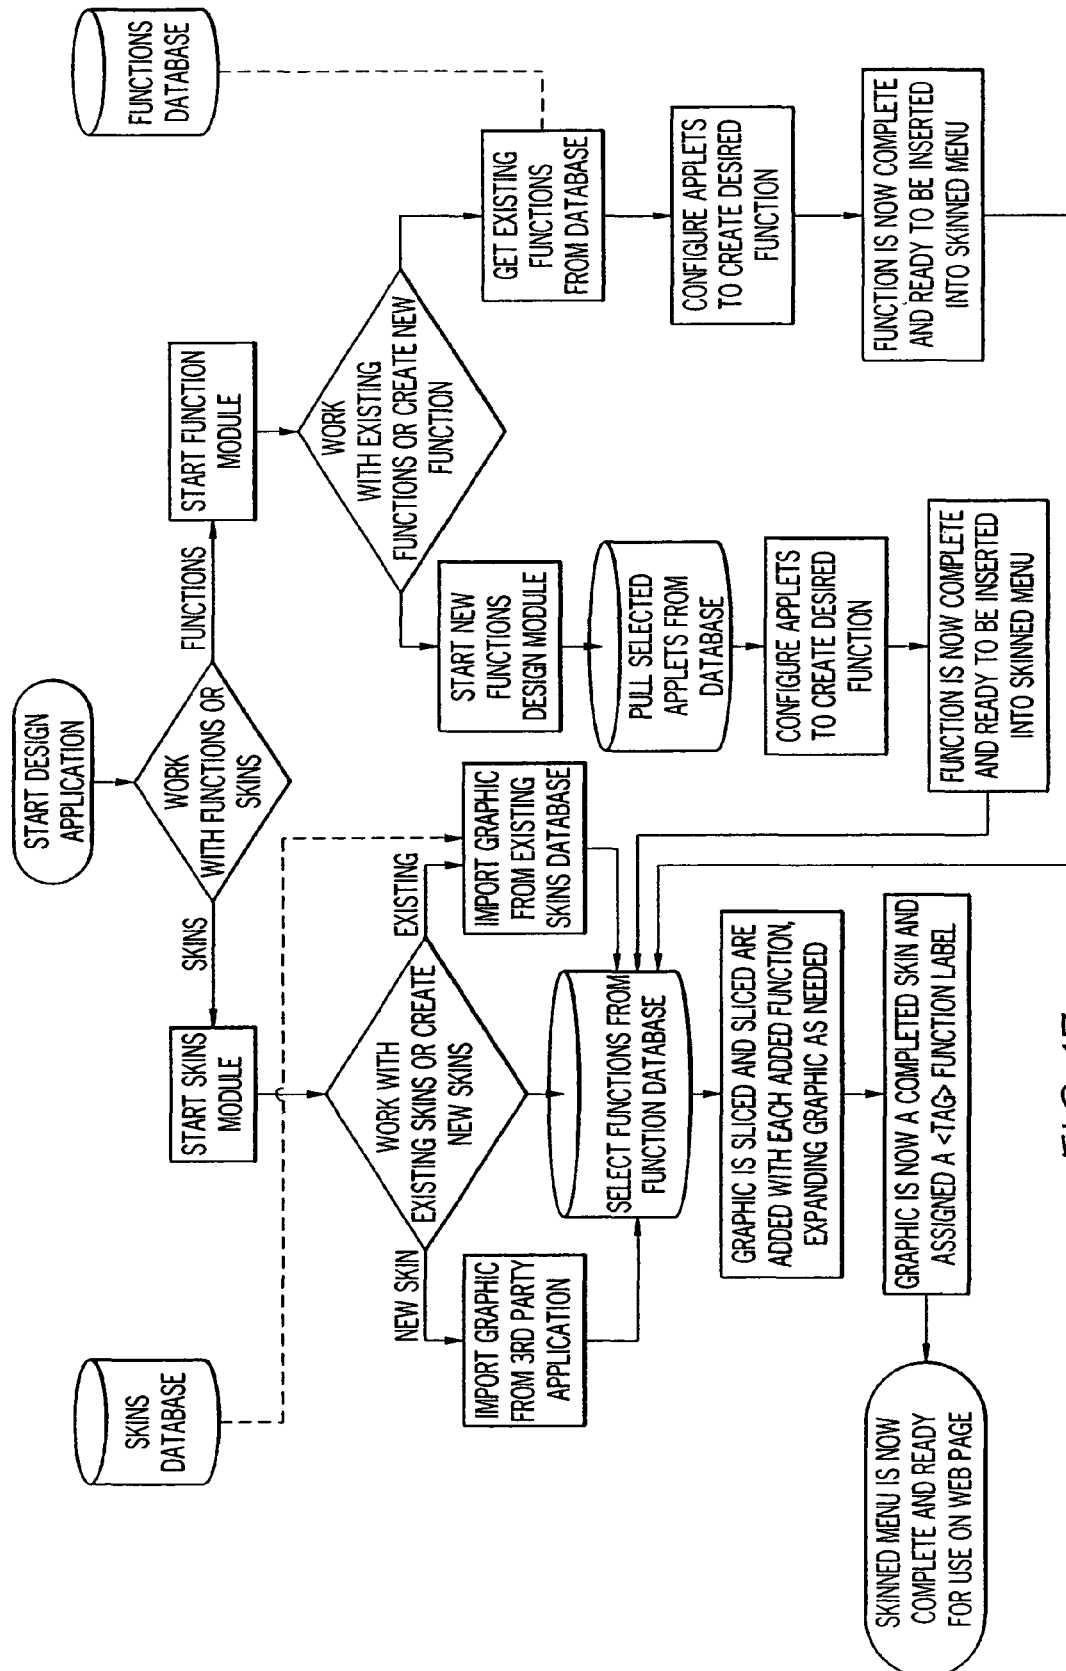 START DESIGN
APPLICATION
WORK
WITH FUNCTIONS OR
SKINS
SKINS
FUNCTIONS
SKINS
DATABASE
START SKINS
MODULE
START FUNCTION
MODULE
FUNCTIONS
DATABASE
WORK WITH
EXISTING SKINS OR CREATE
NEW SKINS
NEW SKIN
EXISTING
WORK
WITH EXISTING
FUNCTIONS OR CREATE NEW
FUNCTION
IMPORT GRAPHIC
FROM 3RD PARTY
APPLICATION
IMPORT GRAPHIC
FROM EXISTING
SKINS DATABASE
START NEW
FUNCTIONS
DESIGN MODULE
GET EXISTING
FUNCTIONS
FROM DATABASE
SELECT FUNCTIONS FROM
FUNCTION DATABASE
PULL SELECTED
APPLETS FROM
DATABASE
CONFIGURE APPLETS
TO CREATE DESIRED
FUNCTION
GRAPHIC IS SLICED AND SLICED ARE
ADDED WITH EACH ADDED FUNCTION,
EXPANDING GRAPHIC AS NEEDED
CONFIGURE APPLETS
TO CREATE DESIRED
FUNCTION
FUNCTION IS NOW COMPLETE
AND READY TO BE INSERTED
INTO SKINNED MENU
GRAPHIC IS NOW A COMPLETED SKIN AND
ASSIGNED A <TAG> FUNCTION LABEL
FUNCTION IS NOW COMPLETE
AND READY TO BE INSERTED
INTO SKINNED MENU
SKINNED MENU IS NOW
COMPLETE AND READY
FOR USE ON WEB PAGE